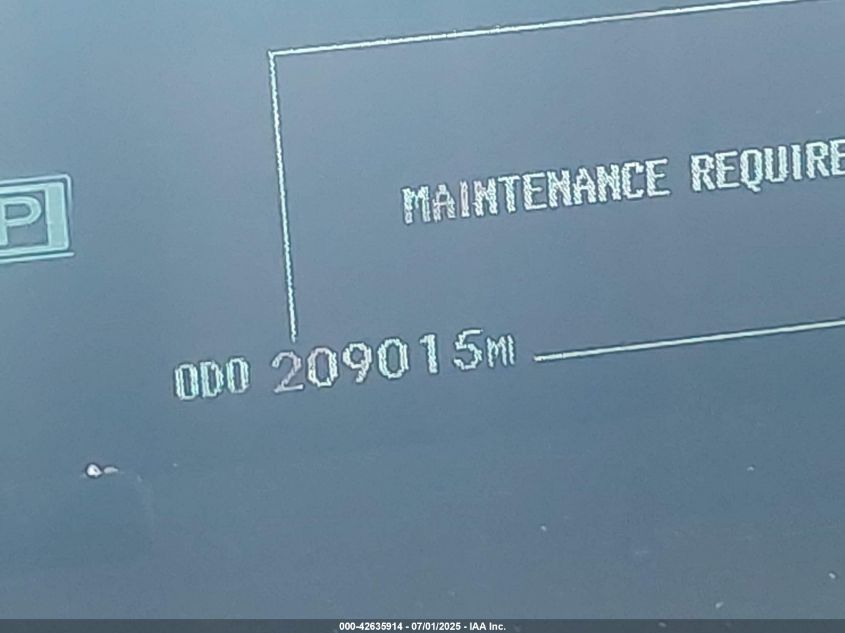 MAINTENANCE REQUIRE
P
ODO 209015MI
000-42635914 - 07/01/2025 - IAA Inc.